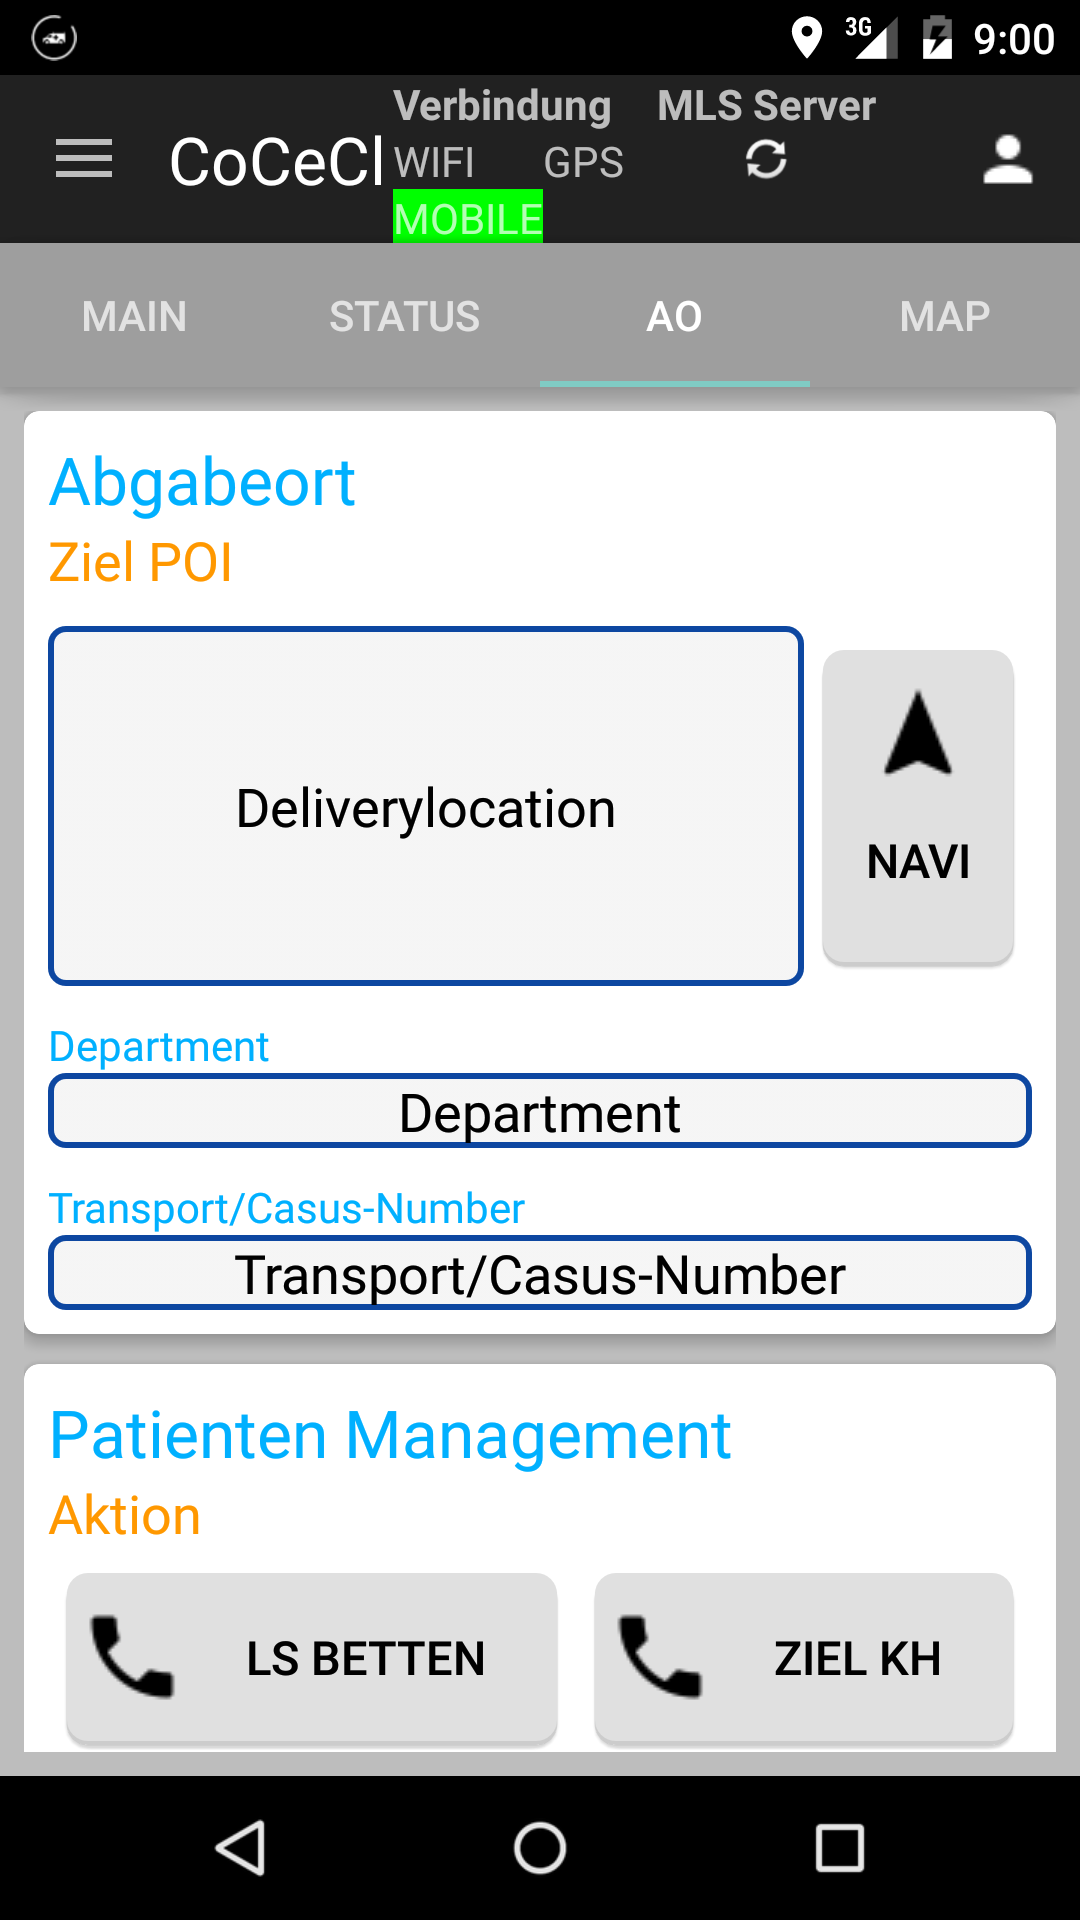 3G 9:00
Verbindung MLS Server
CoCeCl WIFI GPS
MOBILE
MAIN STATUS AO MAP
Abgabeort
Ziel POI
Deliverylocation
NAVI
Department
Department
Transport/Casus-Number
Transport/Casus-Number
Patienten Management
Aktion
LS BETTEN ZIEL KH